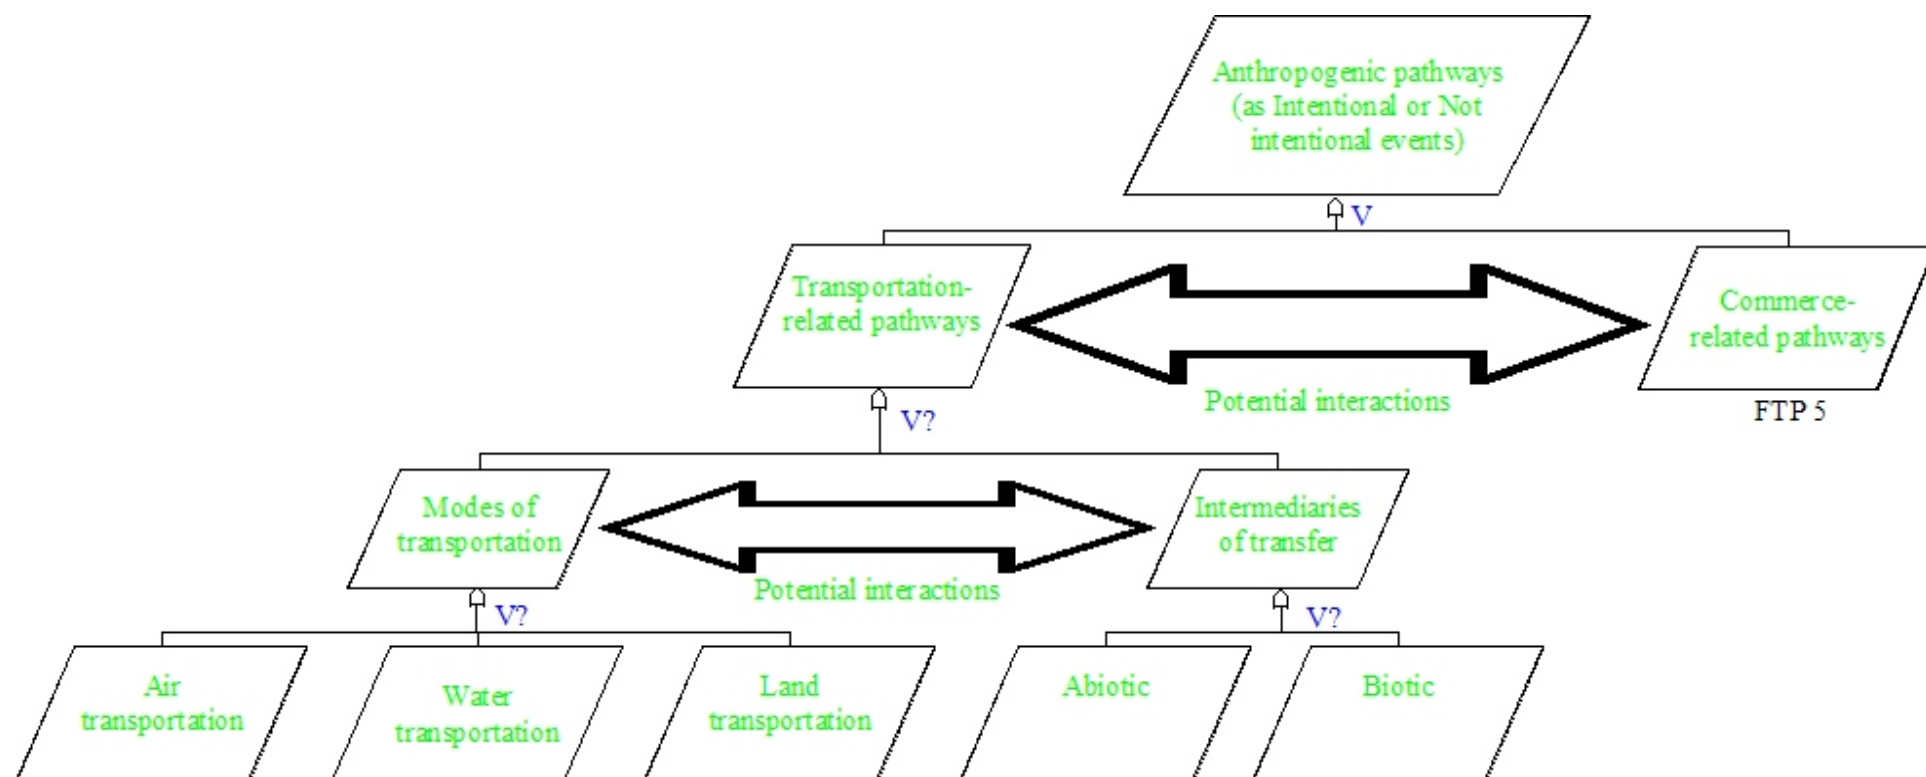 Anthropogenic pathways
(as Intentional or Not
intentional events)
V
Transportation-
related pathways
Commerce-
related pathways
Potential interactions
FTP 5
V?
Modes of
transportation
Intermediaries
of transfer
Potential interactions
V?
V?
Air
transportation
Water
transportation
Land
transportation
Abiotic
Biotic